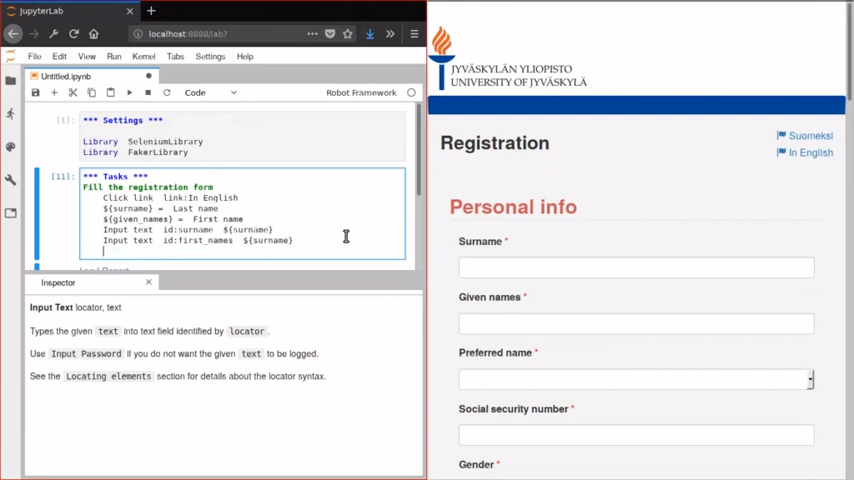 JupyterLab
localhost:8888/lab?
File Edit View Run Kernel Tabs Settings Help
Untitled.ipynb
Code
Robot Framework
[1]:
*** Settings ***
Library SeleniumLibrary
Library FakerLibrary
[11]:
*** Tasks ***
Fill the registration form
Click link link:In English
${surname} = Last name
${given_names} = First name
Input text id:surname ${surname}
Input text id:first_names ${surname}
Log | Report
Inspector
Input Text locator, text
Types the given text into text field identified by locator.
Use Input Password if you do not want the given text to be logged.
See the Locating elements section for details about the locator syntax.
JYVÄSKYLÄN YLIOPISTO
UNIVERSITY OF JYVÄSKYLÄ
Registration
Suomeksi
In English
Personal info
Surname *
Given names *
Preferred name *
Social security number *
Gender *